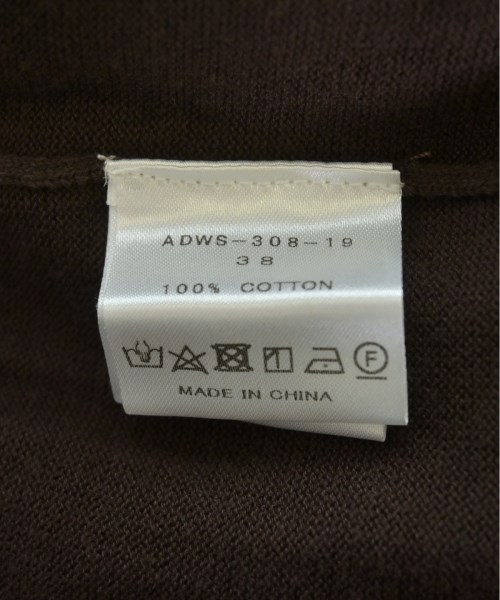 ADWS-308-19
38
100% COTTON
F
MADE IN CHINA